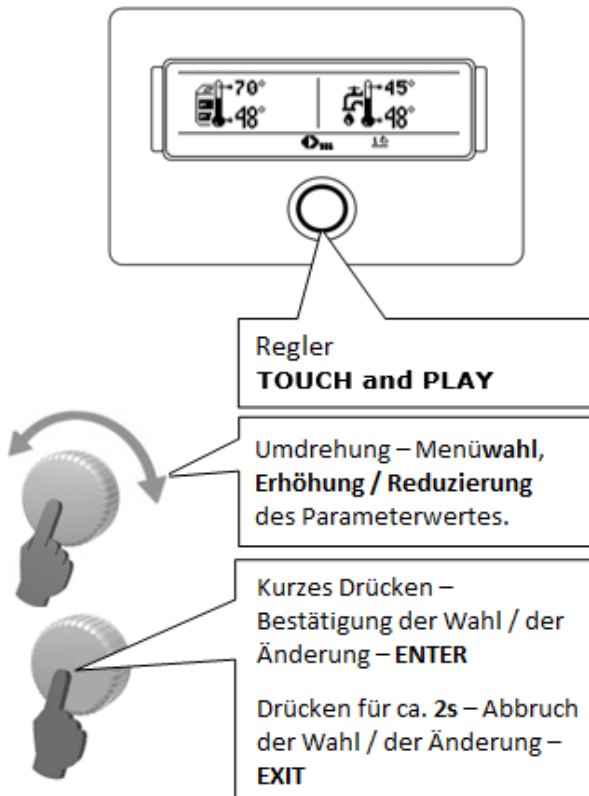 70° 45°
48° 48°
Regler
TOUCH and PLAY
Umdrehung – Menüwahl,
Erhöhung / Reduzierung
des Parameterwertes.
Kurzes Drücken –
Bestätigung der Wahl / der
Änderung – ENTER
Drücken für ca. 2s – Abbruch
der Wahl / der Änderung –
EXIT